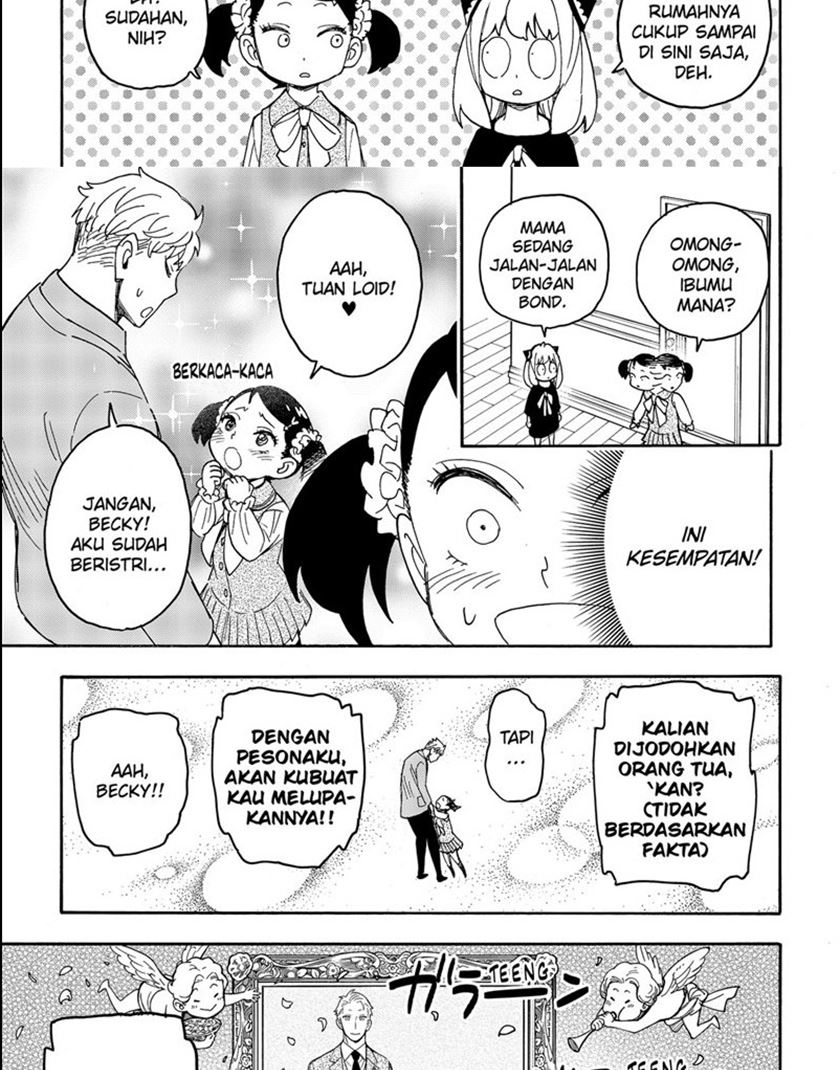 RUMAHNYA
CUKUP SAMPAI
DI SINI SAJA,
DEH.
SUDAHAN,
NIH?
OMONG-
OMONG,
IBUMU
MANA?
MAMA
SEDANG
JALAN-JALAN
DENGAN
BOND.
INI
KESEMPATAN!
AAH,
TUAN LOID!
♥
BERKACA-KACA
JANGAN,
BECKY!
AKU SUDAH
BERISTRI...
KALIAN
DIJODOHKAN
ORANG TUA,
'KAN?
(TIDAK
BERDASARKAN
FAKTA)
TAPI
...
DENGAN
PESONAKU,
AKAN KUBUAT
KAU MELUPA-
KANNYA!!
AAH,
BECKY!!
TEENG
ガラーン
TEENG